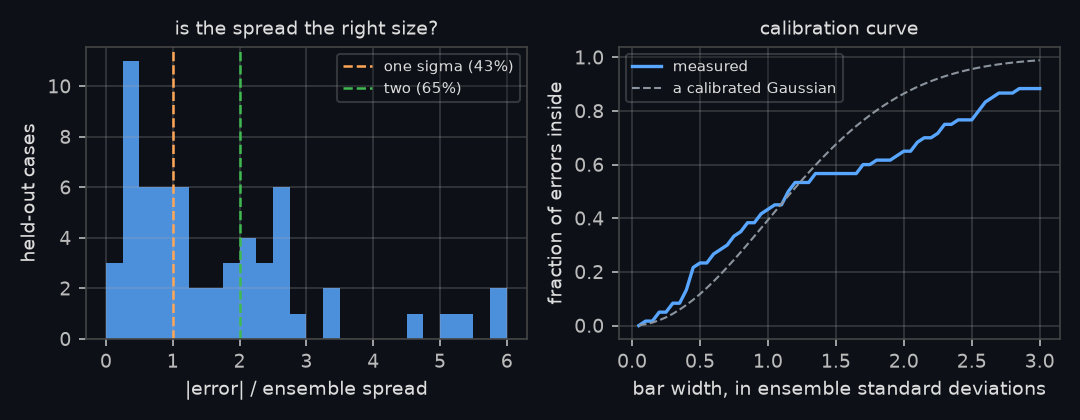 is the spread the right size?
one sigma (43%)
two (65%)
held-out cases
10
8
6
4
2
0
0 1 2 3 4 5 6
|error| / ensemble spread
calibration curve
measured
a calibrated Gaussian
fraction of errors inside
1.0
0.8
0.6
0.4
0.2
0.0
0.0 0.5 1.0 1.5 2.0 2.5 3.0
bar width, in ensemble standard deviations